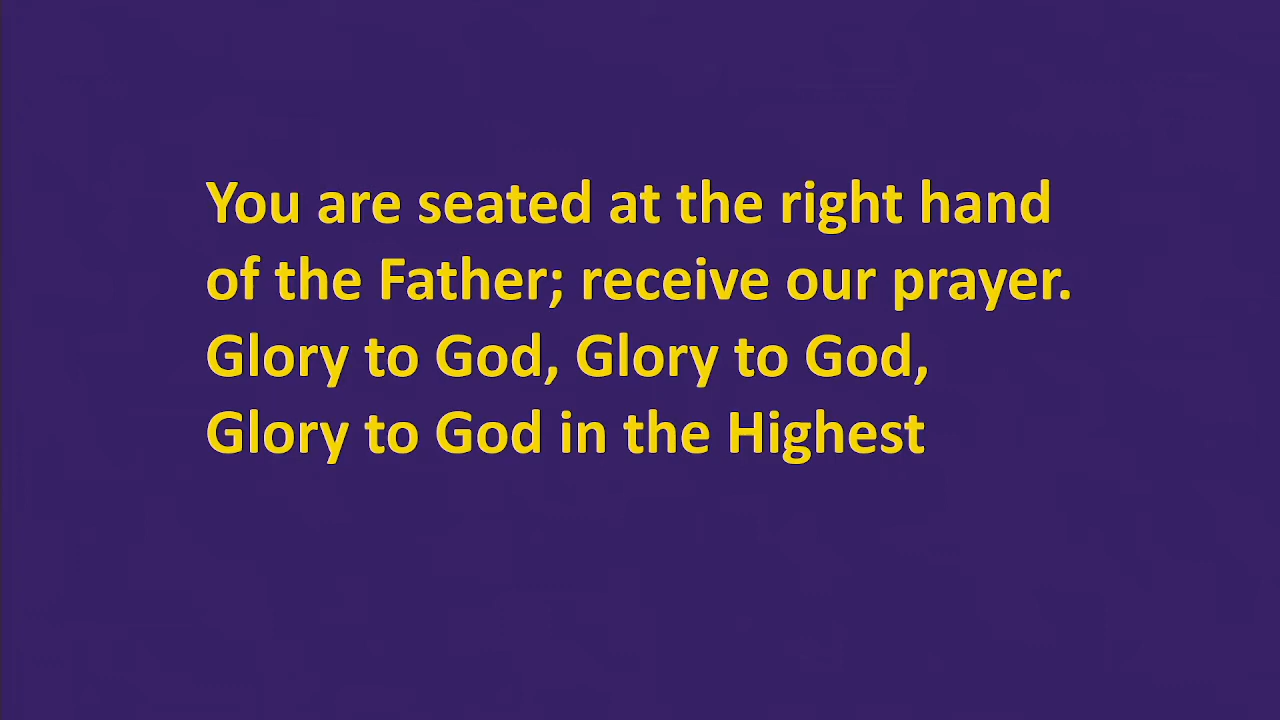 You are seated at the right hand
of the Father; receive our prayer.
Glory to God, Glory to God,
Glory to God in the Highest